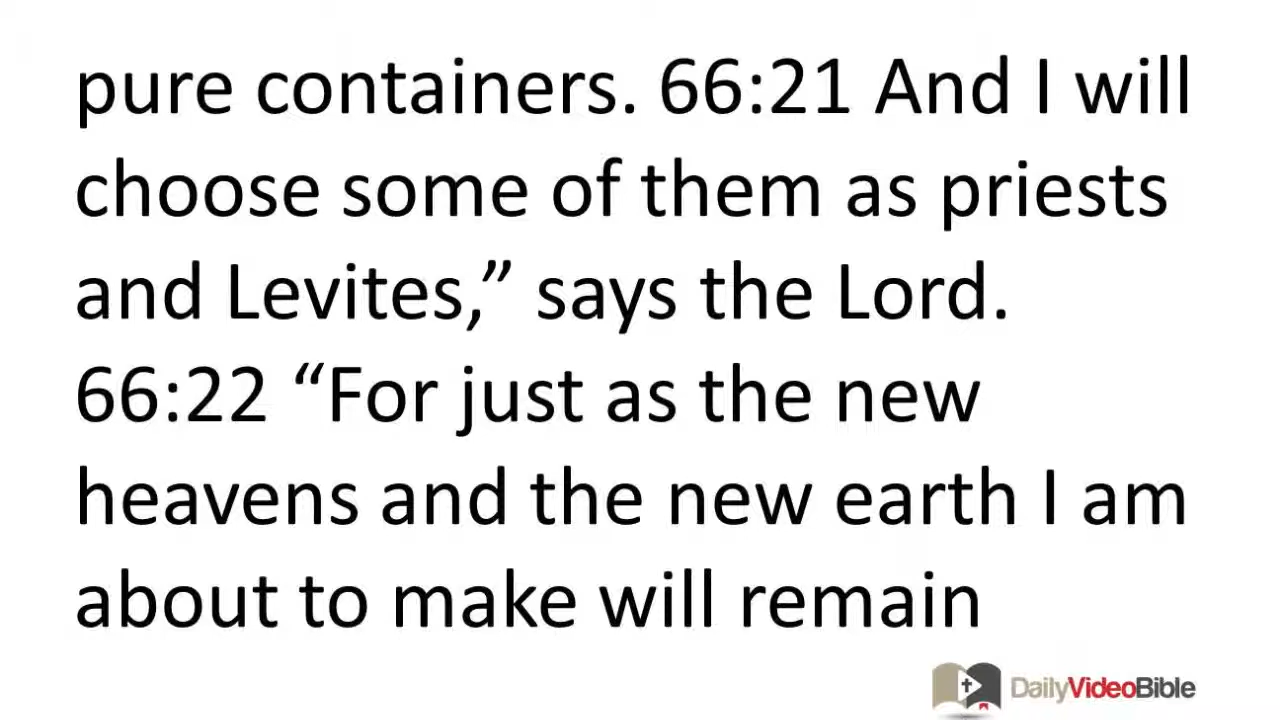 pure containers. 66:21 And I will
choose some of them as priests
and Levites,” says the Lord.
66:22 “For just as the new
heavens and the new earth I am
about to make will remain
DailyVideoBible